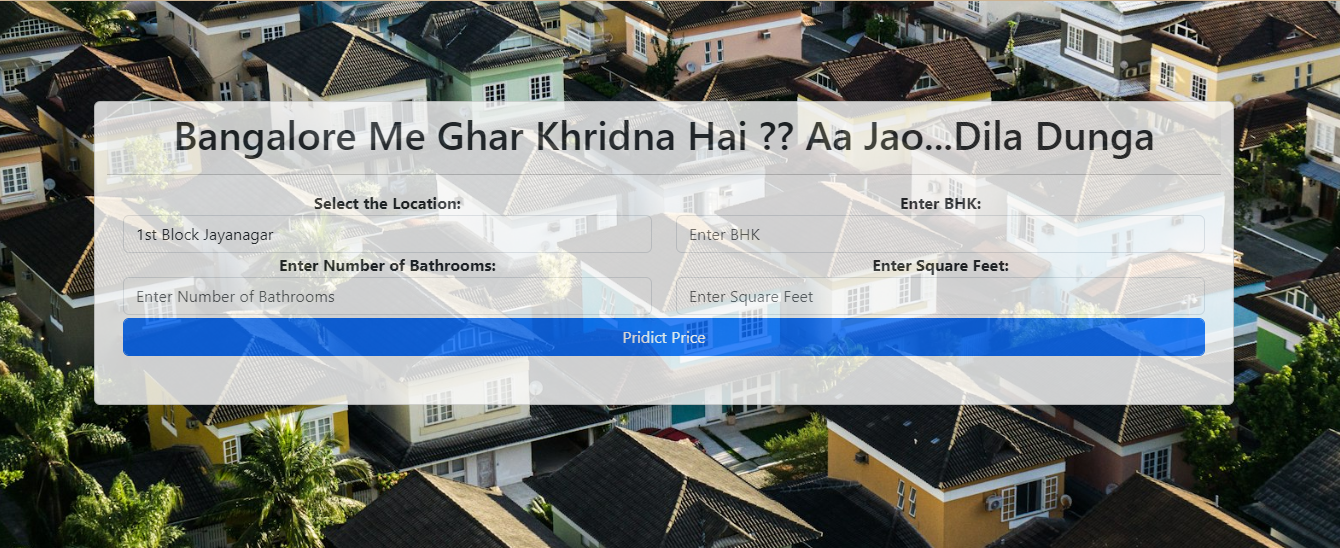 Bangalore Me Ghar Khridna Hai ?? Aa Jao...Dila Dunga
Select the Location:
Enter BHK:
1st Block Jayanagar
Enter BHK
Enter Number of Bathrooms:
Enter Square Feet:
Enter Number of Bathrooms
Enter Square Feet
Pridict Price